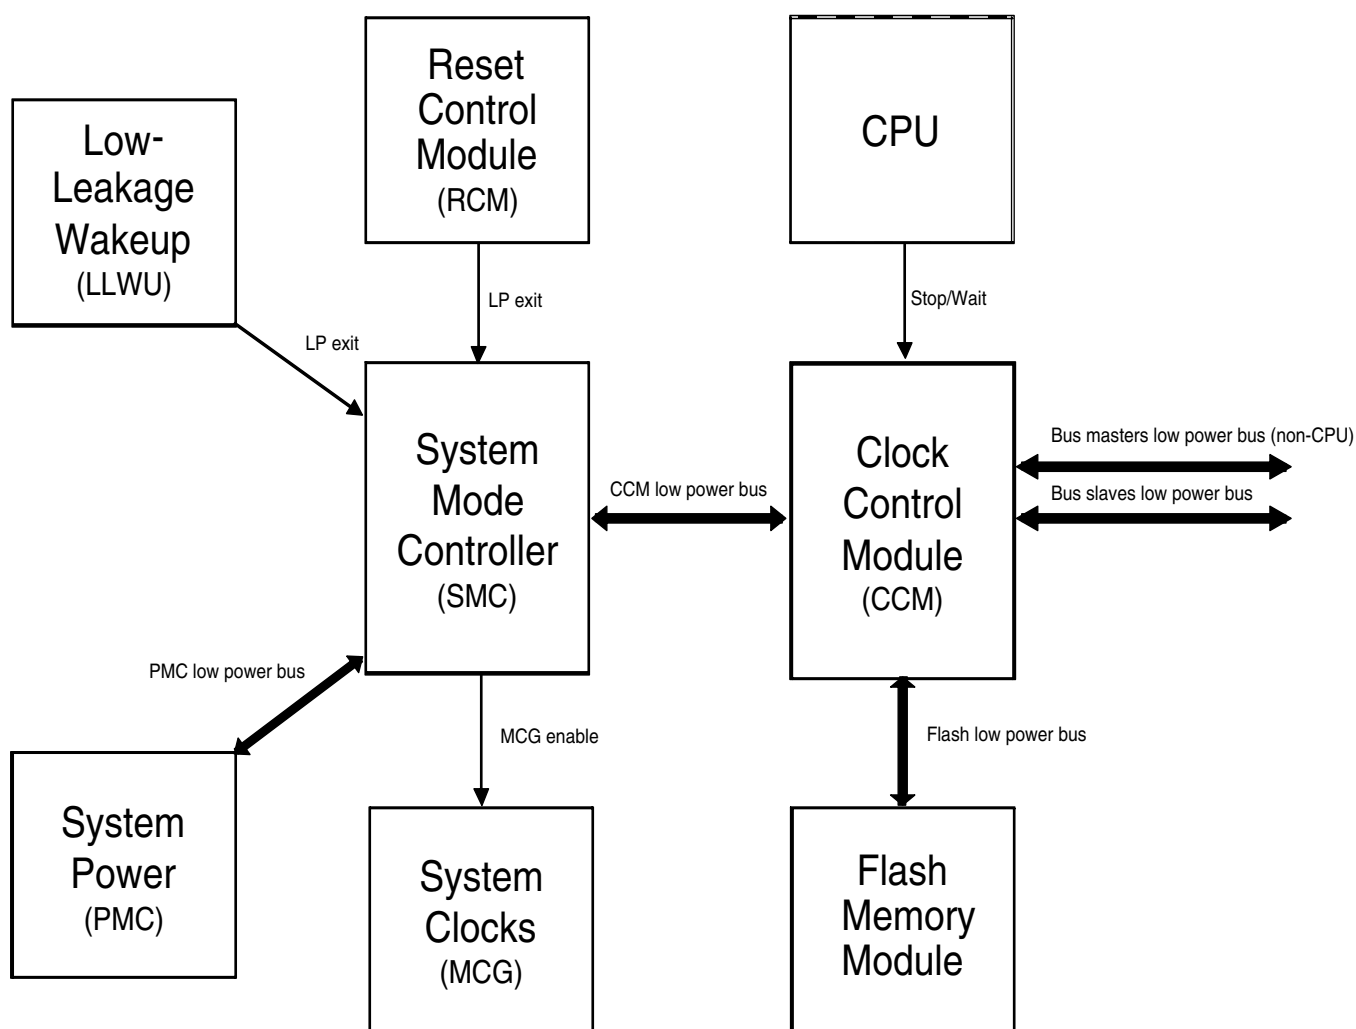 Reset
Control
Module
(RCM)
CPU
Low-
Leakage
Wakeup
(LLWU)
LP exit
Stop/Wait
LP exit
System
Mode
Controller
(SMC)
CCM low power bus
Clock
Control
Module
(CCM)
Bus masters low power bus (non-CPU)
Bus slaves low power bus
PMC low power bus
MCG enable
Flash low power bus
System
Power
(PMC)
System
Clocks
(MCG)
Flash
Memory
Module